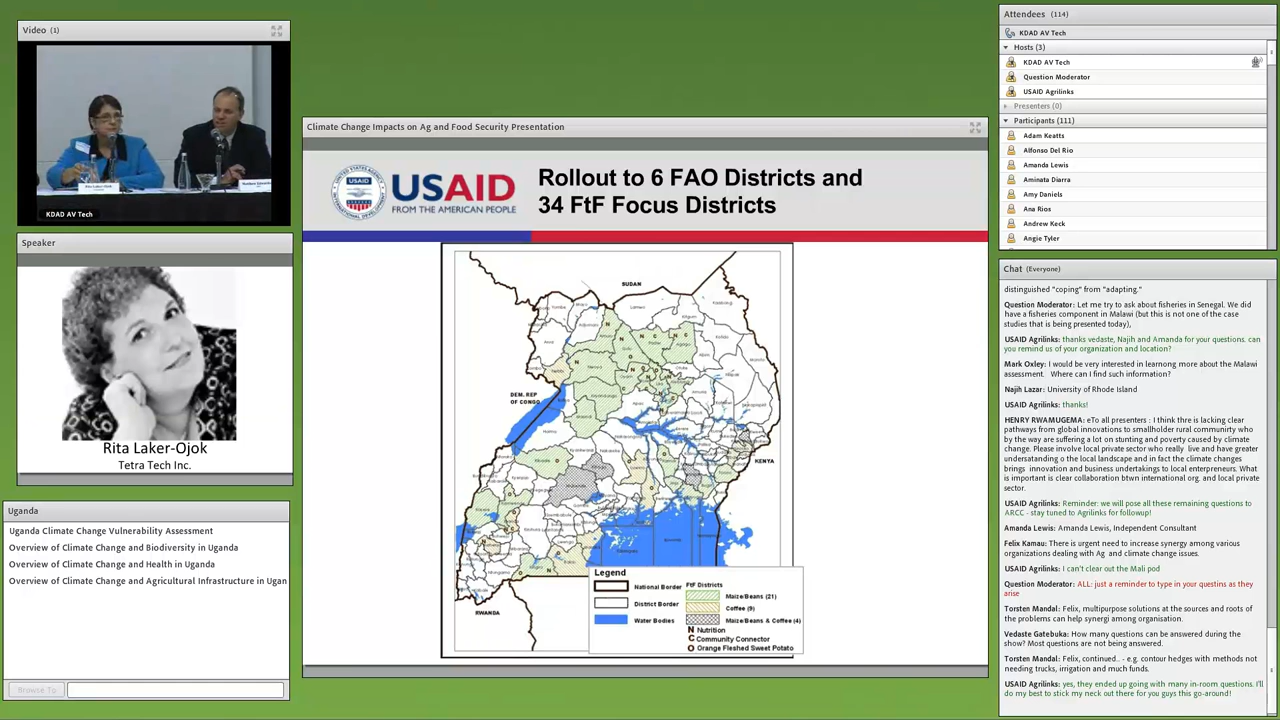 Video (1)
KDAD AV Tech
Speaker
Rita Laker-Ojok
Tetra Tech Inc.
Uganda
Uganda Climate Change Vulnerability Assessment
Overview of Climate Change and Biodiversity in Uganda
Overview of Climate Change and Health in Uganda
Overview of Climate Change and Agricultural Infrastructure in Ugan
Browse To
Climate Change Impacts on Ag and Food Security Presentation
USAID
FROM THE AMERICAN PEOPLE
Rollout to 6 FAO Districts and
34 FtF Focus Districts
SUDAN
DEM. REP
OF CONGO
KENYA
RWANDA
Legend
National Border
District Border
Water Bodies
FtF Districts
Maize/Beans (21)
Coffee (9)
Maize/Beans & Coffee (4)
N Nutrition
C Community Connector
O Orange Fleshed Sweet Potato
Attendees (114)
KDAD AV Tech
Hosts (3)
KDAD AV Tech
Question Moderator
USAID Agrilinks
Presenters (0)
Participants (111)
Adam Keatts
Alfonso Del Rio
Amanda Lewis
Aminata Diarra
Amy Daniels
Ana Rios
Andrew Keck
Angie Tyler
Chat (Everyone)
distinguished "coping" from "adapting."
Question Moderator: Let me try to ask about fisheries in Senegal. We did
have a fisheries component in Malawi (but this is not one of the case
studies that is being presented today),
USAID Agrilinks: thanks vedaste, Najih and Amanda for your questions. can
you remind us of your organization and location?
Mark Oxley: I would be very interested in learnong more about the Malawi
assessment. Where can I find such information?
Najih Lazar: University of Rhode Island
USAID Agrilinks: thanks!
HENRY RWAMUGEMA: eTo all presenters : I think thre is lacking clear
pathways from global innovations to smallholder rural community who
by the way are suffering a lot on stunting and poverty caused by climate
change. Please involve local private sector who really live and have greater
undersatanding o the local landscape and in fact the climate changes
brings innovation and business undertakings to local enterpreneurs. What
is important is clear collaboration btwn international org. and local private
sector.
USAID Agrilinks: Reminder: we will pose all these remaining questions to
ARCC - stay tuned to Agrilinks for followup!
Amanda Lewis: Amanda Lewis, Independent Consultant
Felix Kamau: There is urgent need to increase synergy among various
organizations dealing with Ag and climate change issues.
USAID Agrilinks: I can't clear out the Mali pod
Question Moderator: ALL: just a reminder to type in your questins as they
arise
Torsten Mandal: Felix, multipurpose solutions at the sources and roots of
the problems can help synergi among organisation.
Vedaste Gatebuka: How many questions can be answered during the
show? Most questions are not being answered.
Torsten Mandal: Felix, continued.. - e.g. contour hedges with methods not
needing trucks, irrigation and much funds.
USAID Agrilinks: yes, they ended up going with many in-room questions. I'll
do my best to stick my neck out there for you guys this go-around!